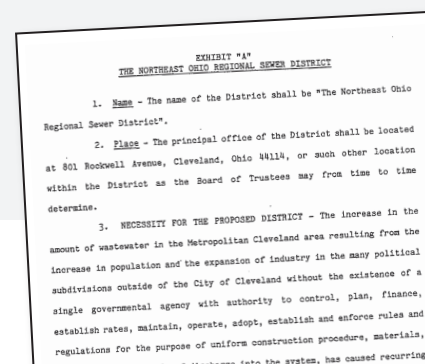 EXHIBIT "A"
THE NORTHEAST OHIO REGIONAL SEWER DISTRICT
1. Name - The name of the District shall be "The Northeast Ohio
Regional Sewer District".
2. Place - The principal office of the District shall be located
at 801 Rockwell Avenue, Cleveland, Ohio 44114, or such other location
within the District as the Board of Trustees may from time to time
determine.
3. NECESSITY FOR THE PROPOSED DISTRICT - The increase in the
amount of wastewater in the Metropolitan Cleveland area resulting from the
increase in population and the expansion of industry in the many political
subdivisions outside of the City of Cleveland without the existence of a
single governmental agency with authority to control, plan, finance,
establish rates, maintain, operate, adopt, establish and enforce rules and
regulations for the purpose of uniform construction procedure, materials,
into the system, has caused recurring